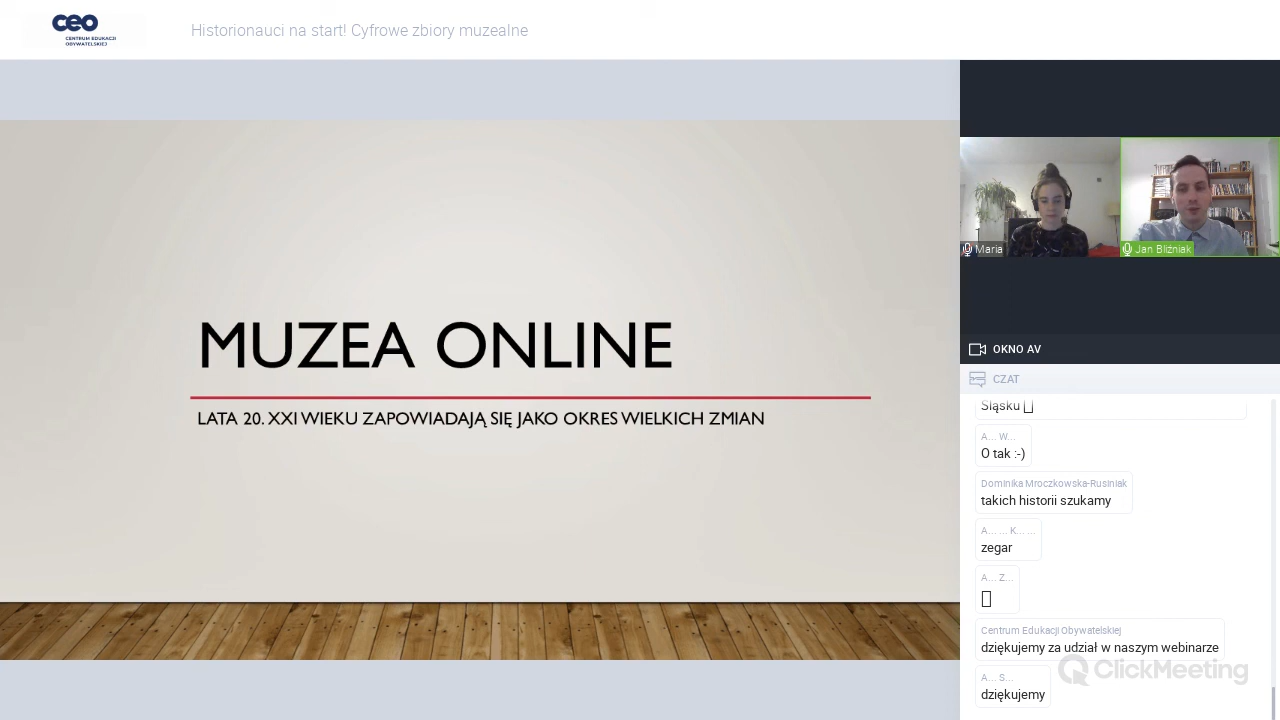 ceo
CENTRUM EDUKACJI
OBYWATELSKIEJ
Historionauci na start! Cyfrowe zbiory muzealne
MUZEA ONLINE
LATA 20. XXI WIEKU ZAPOWIADAJĄ SIĘ JAKO OKRES WIELKICH ZMIAN
Maria
Jan Bliźniak
OKNO AV
CZAT
Śląsku
A... W...
O tak :-)
Dominika Mroczkowska-Rusiniak
takich historii szukamy
A... ... K... ...
zegar
A... Z...
Centrum Edukacji Obywatelskiej
dziękujemy za udział w naszym webinarze
ClickMeeting
A... S...
dziękujemy